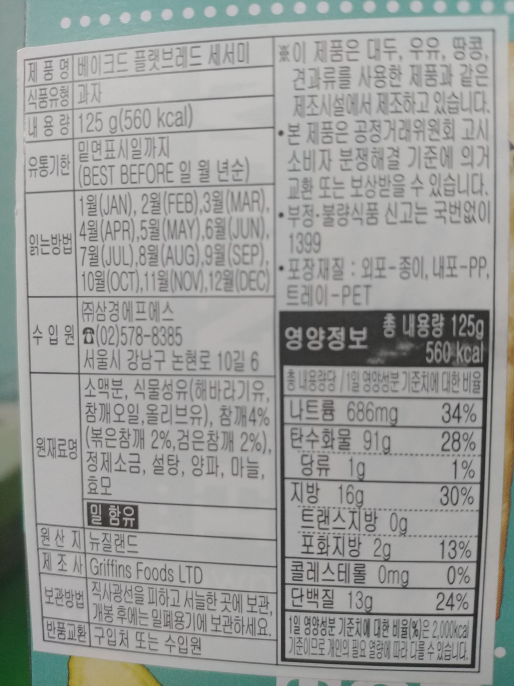 제 품 명 베이크드 플랫브레드 세서미
식품유형 과자
내 용 량 125 g(560 kcal)
유통기한 밑면표시일까지
(BEST BEFORE 일 월 년순)
읽는방법 1월(JAN), 2월(FEB),3월(MAR),
4월(APR),5월(MAY),6월(JUN),
7월(JUL),8월(AUG),9월(SEP),
10월(OCT),11월(NOV),12월(DEC)
수 입 원 ㈜삼경에프에스
☎(02)578-8385
서울시 강남구 논현로 10길 6
원재료명 소맥분, 식물성유(해바라기유,
참깨오일,올리브유), 참깨4%
(볶은참깨 2%,검은참깨 2%),
정제소금, 설탕, 양파, 마늘,
효모
밀 함유
원 산 지 뉴질랜드
제 조 사 Griffins Foods LTD
보관방법 직사광선을 피하고 서늘한 곳에 보관,
개봉 후에는 밀폐용기에 보관하세요.
반품교환 구입처 또는 수입원
※이 제품은 대두, 우유, 땅콩,
견과류를 사용한 제품과 같은
제조시설에서 제조하고 있습니다.
•본 제품은 공정거래위원회 고시
소비자 분쟁해결 기준에 의거
교환 또는 보상받을 수 있습니다.
•부정·불량식품 신고는 국번없이
1399
•포장재질 : 외포-종이, 내포-PP,
트레이-PET
영양정보 총 내용량 125g
560 kcal
총 내용량당 / 1일 영양성분 기준치에 대한 비율
나트륨 686mg 34%
탄수화물 91g 28%
당류 1g 1%
지방 16g 30%
트랜스지방 0g
포화지방 2g 13%
콜레스테롤 0mg 0%
단백질 13g 24%
1일 영양성분 기준치에 대한 비율(%)은 2,000kcal
기준이므로 개인의 필요 열량에 따라 다를 수 있습니다.